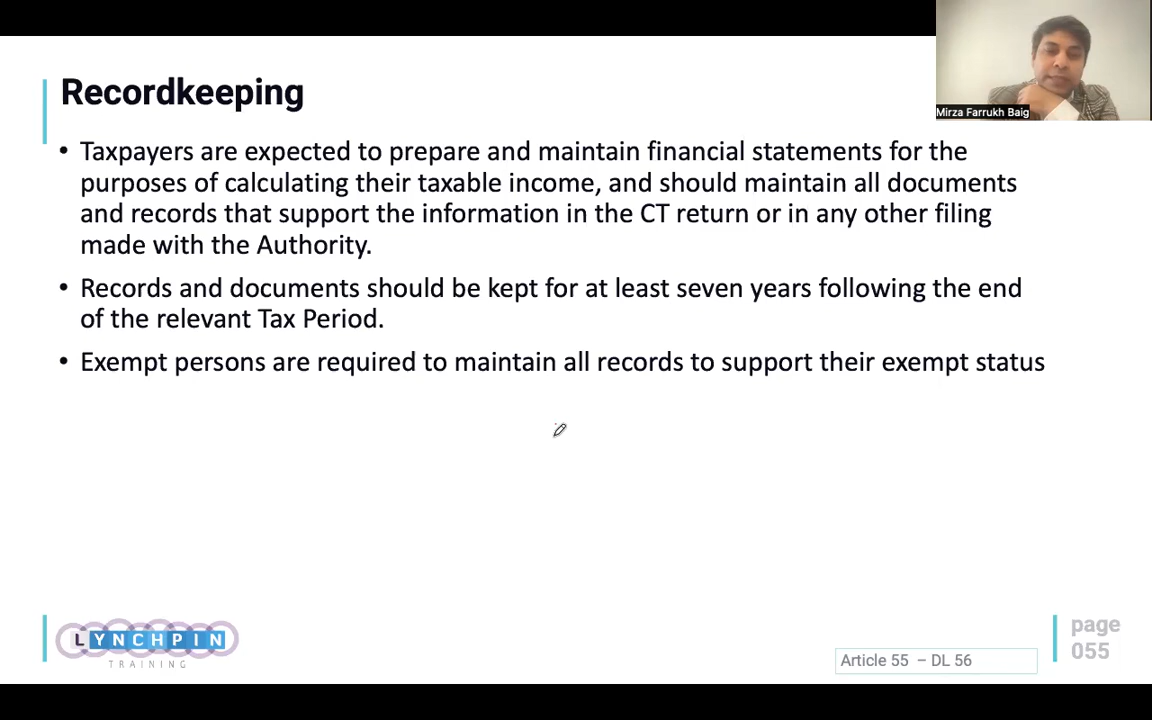 Mirza Farrukh Baig
Recordkeeping
• Taxpayers are expected to prepare and maintain financial statements for the
purposes of calculating their taxable income, and should maintain all documents
and records that support the information in the CT return or in any other filing
made with the Authority.
• Records and documents should be kept for at least seven years following the end
of the relevant Tax Period.
• Exempt persons are required to maintain all records to support their exempt status
LYNCHPIN
TRAINING
Article 55 – DL 56
page
055